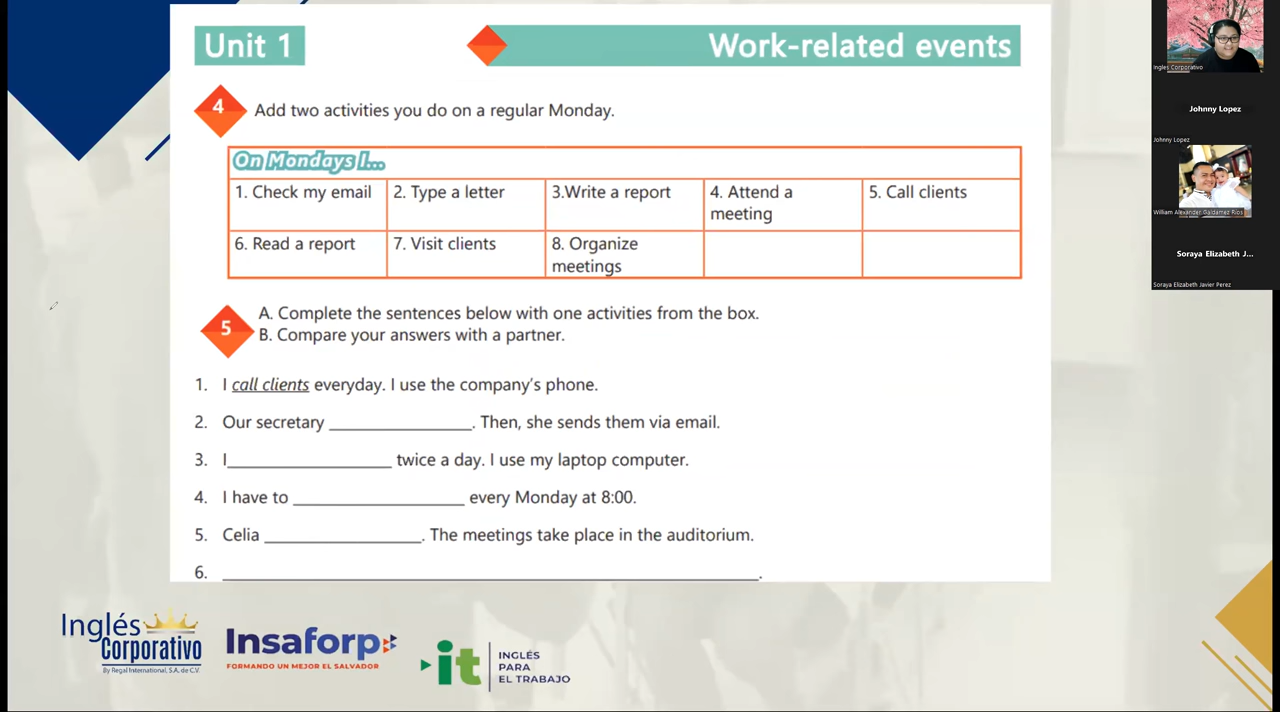 Unit 1
Work-related events
4
Add two activities you do on a regular Monday.
On Mondays I...
1. Check my email
2. Type a letter
3.Write a report
4. Attend a
meeting
5. Call clients
6. Read a report
7. Visit clients
8. Organize
meetings
5
A. Complete the sentences below with one activities from the box.
B. Compare your answers with a partner.
1. I call clients everyday. I use the company's phone.
2. Our secretary _______________. Then, she sends them via email.
3. I_________________ twice a day. I use my laptop computer.
4. I have to __________________ every Monday at 8:00.
5. Celia ________________. The meetings take place in the auditorium.
6. _________________________________________________________.
Inglés
Corporativo
By Regal International, S.A. de C.V.
Insaforp
FORMANDO UN MEJOR EL SALVADOR
it
INGLÉS
PARA
EL TRABAJO
Ingles Corporativo
Johnny Lopez
Johnny Lopez
William Alexander Galdamez Rios
Soraya Elizabeth J...
Soraya Elizabeth Javier Perez